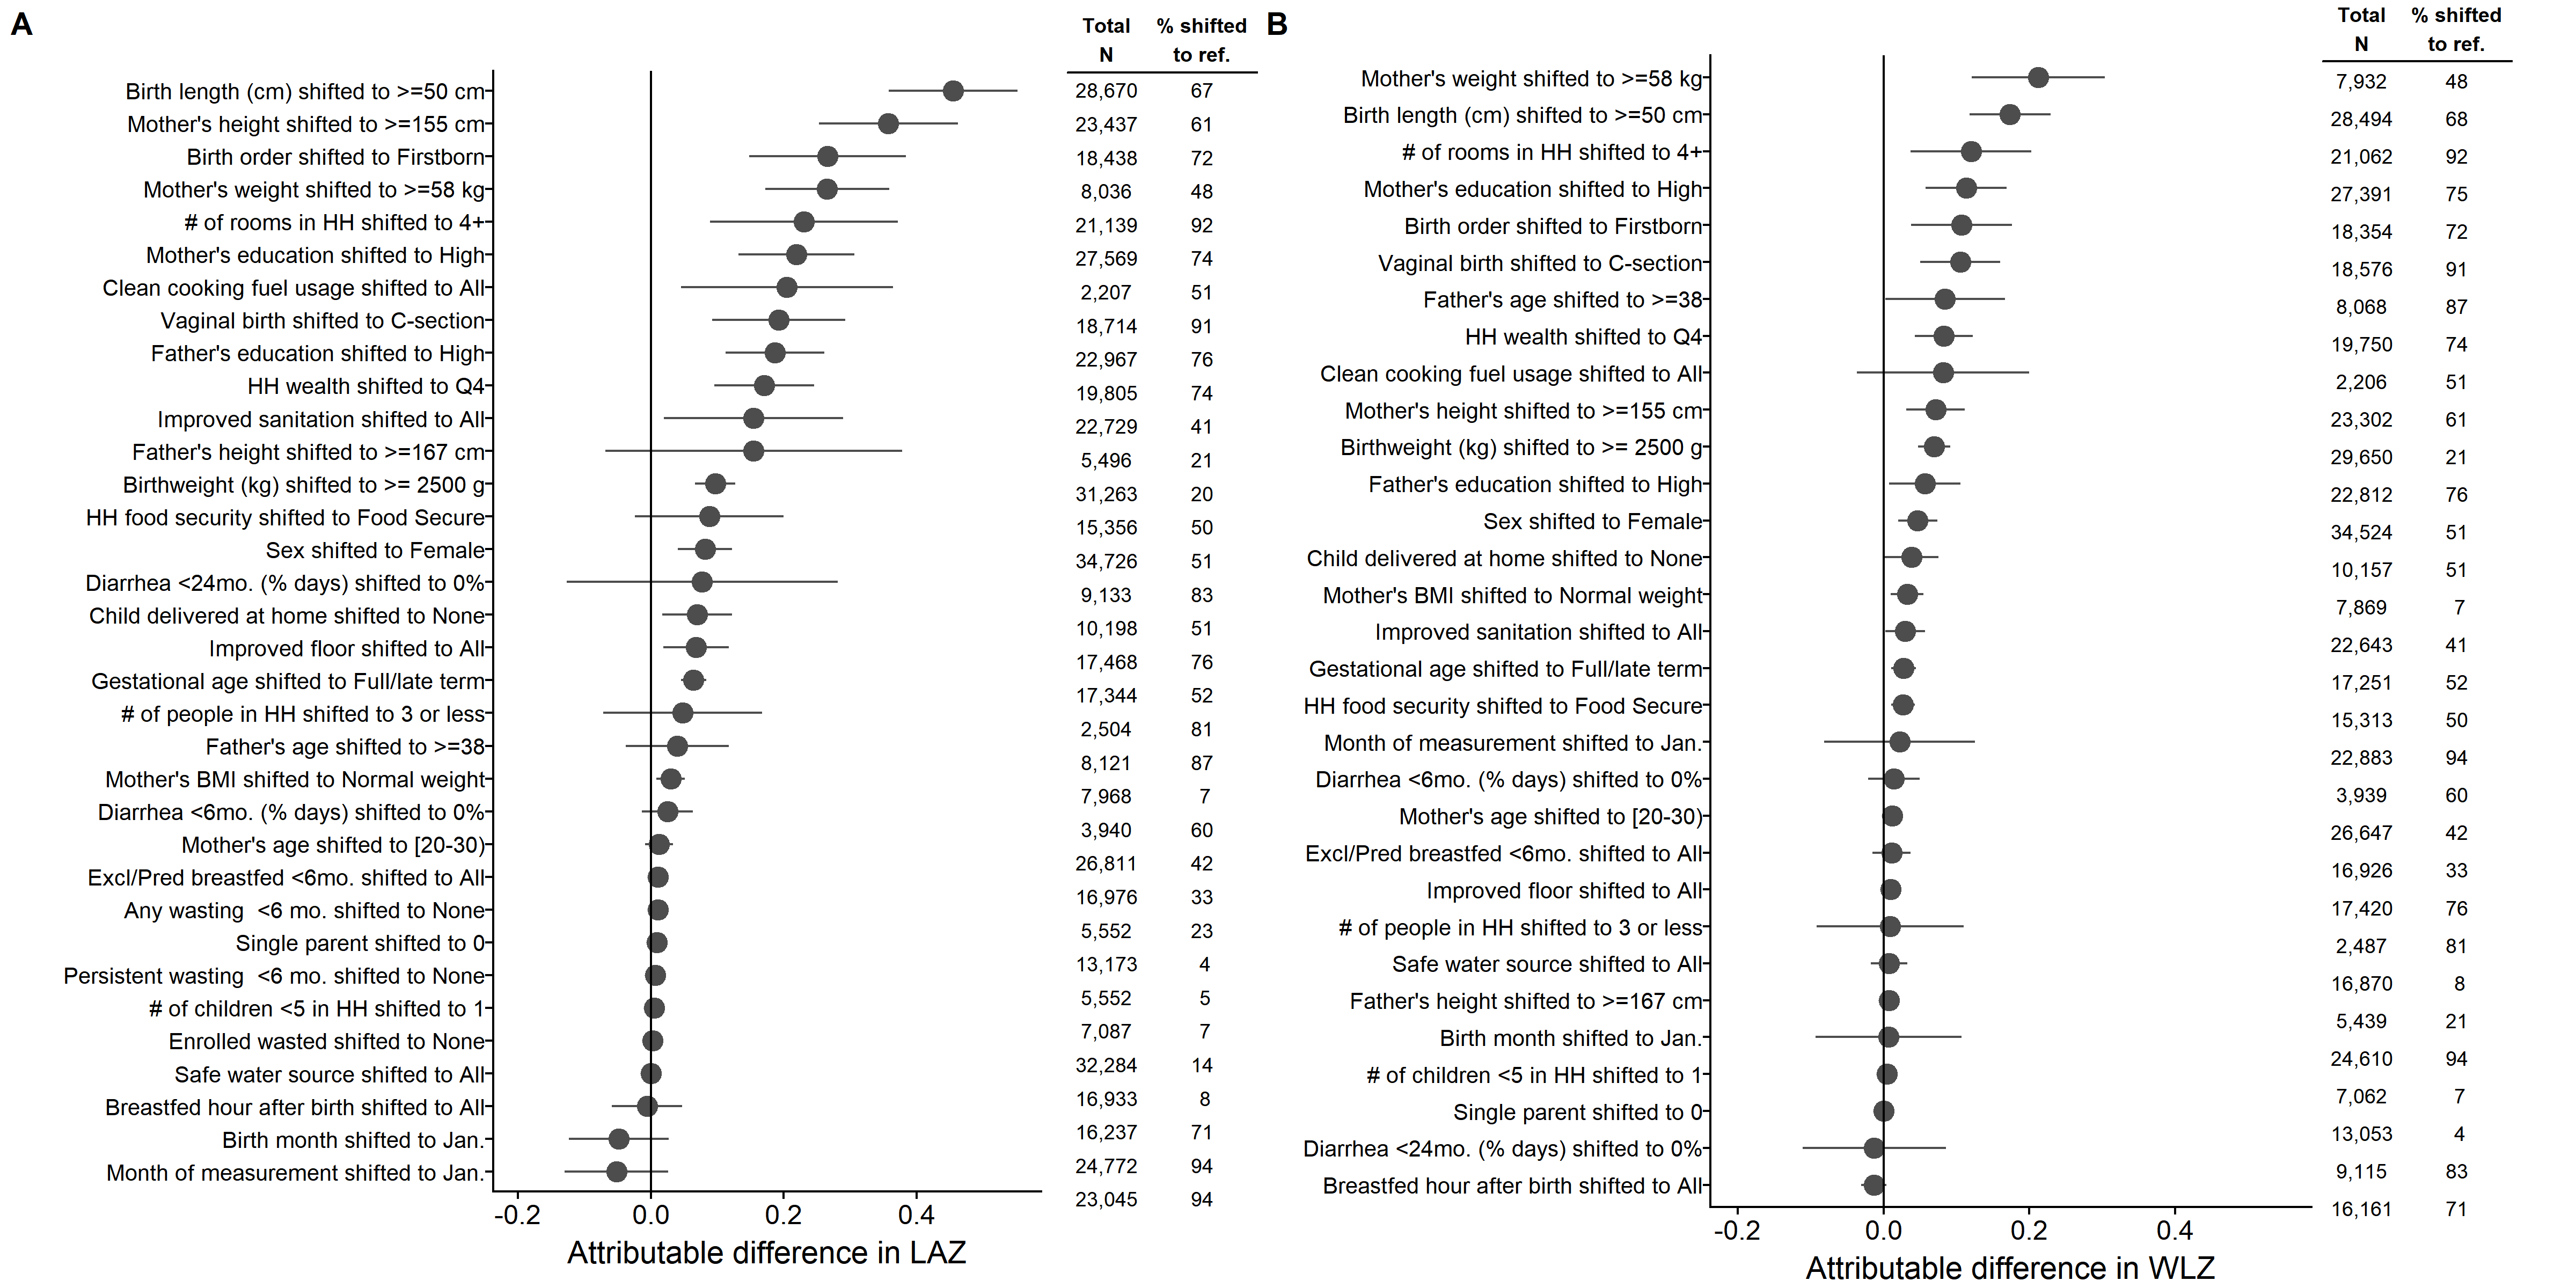 A
Total % shifted
N to ref.
Birth length (cm) shifted to >=50 cm 28,670 67
Mother's height shifted to >=155 cm 23,437 61
Birth order shifted to Firstborn 18,438 72
Mother's weight shifted to >=58 kg 8,036 48
# of rooms in HH shifted to 4+ 21,139 92
Mother's education shifted to High 27,569 74
Clean cooking fuel usage shifted to All 2,207 51
Vaginal birth shifted to C-section 18,714 91
Father's education shifted to High 22,967 76
HH wealth shifted to Q4 19,805 74
Improved sanitation shifted to All 22,729 41
Father's height shifted to >=167 cm 5,496 21
Birthweight (kg) shifted to >= 2500 g 31,263 20
HH food security shifted to Food Secure 15,356 50
Sex shifted to Female 34,726 51
Diarrhea <24mo. (% days) shifted to 0% 9,133 83
Child delivered at home shifted to None 10,198 51
Improved floor shifted to All 17,468 76
Gestational age shifted to Full/late term 17,344 52
# of people in HH shifted to 3 or less 2,504 81
Father's age shifted to >=38 8,121 87
Mother's BMI shifted to Normal weight 7,968 7
Diarrhea <6mo. (% days) shifted to 0% 3,940 60
Mother's age shifted to [20-30) 26,811 42
Excl/Pred breastfed <6mo. shifted to All 16,976 33
Any wasting  <6 mo. shifted to None 5,552 23
Single parent shifted to 0 13,173 4
Persistent wasting  <6 mo. shifted to None 5,552 5
# of children <5 in HH shifted to 1 7,087 7
Enrolled wasted shifted to None 32,284 14
Safe water source shifted to All 16,933 8
Breastfed hour after birth shifted to All 16,237 71
Birth month shifted to Jan. 24,772 94
Month of measurement shifted to Jan. 23,045 94
-0.2 0.0 0.2 0.4
Attributable difference in LAZ
B
Total % shifted
N to ref.
Mother's weight shifted to >=58 kg 7,932 48
Birth length (cm) shifted to >=50 cm 28,494 68
# of rooms in HH shifted to 4+ 21,062 92
Mother's education shifted to High 27,391 75
Birth order shifted to Firstborn 18,354 72
Vaginal birth shifted to C-section 18,576 91
Father's age shifted to >=38 8,068 87
HH wealth shifted to Q4 19,750 74
Clean cooking fuel usage shifted to All 2,206 51
Mother's height shifted to >=155 cm 23,302 61
Birthweight (kg) shifted to >= 2500 g 29,650 21
Father's education shifted to High 22,812 76
Sex shifted to Female 34,524 51
Child delivered at home shifted to None 10,157 51
Mother's BMI shifted to Normal weight 7,869 7
Improved sanitation shifted to All 22,643 41
Gestational age shifted to Full/late term 17,251 52
HH food security shifted to Food Secure 15,313 50
Month of measurement shifted to Jan. 22,883 94
Diarrhea <6mo. (% days) shifted to 0% 3,939 60
Mother's age shifted to [20-30) 26,647 42
Excl/Pred breastfed <6mo. shifted to All 16,926 33
Improved floor shifted to All 17,420 76
# of people in HH shifted to 3 or less 2,487 81
Safe water source shifted to All 16,870 8
Father's height shifted to >=167 cm 5,439 21
Birth month shifted to Jan. 24,610 94
# of children <5 in HH shifted to 1 7,062 7
Single parent shifted to 0 13,053 4
Diarrhea <24mo. (% days) shifted to 0% 9,115 83
Breastfed hour after birth shifted to All 16,161 71
-0.2 0.0 0.2 0.4
Attributable difference in WLZ